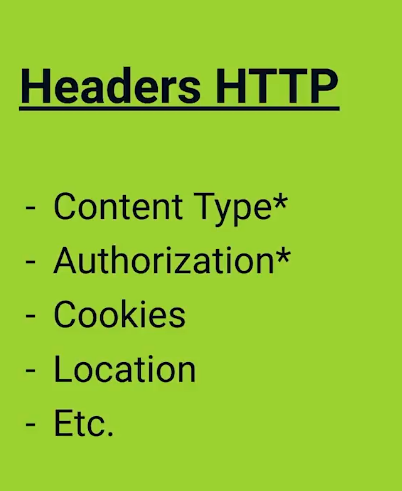 Headers HTTP
- Content Type*
- Authorization*
- Cookies
- Location
- Etc.